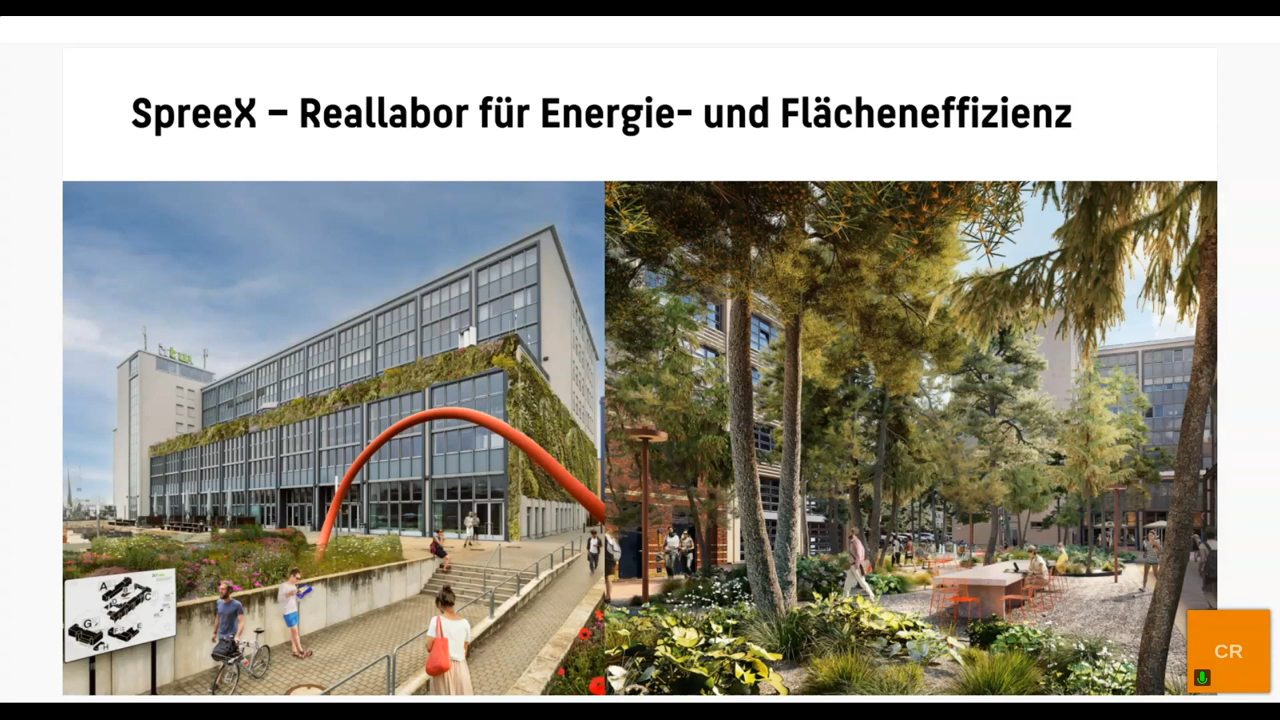 SpreeX – Reallabor für Energie- und Flächeneffizienz
A
C
G
F
E
H
CR